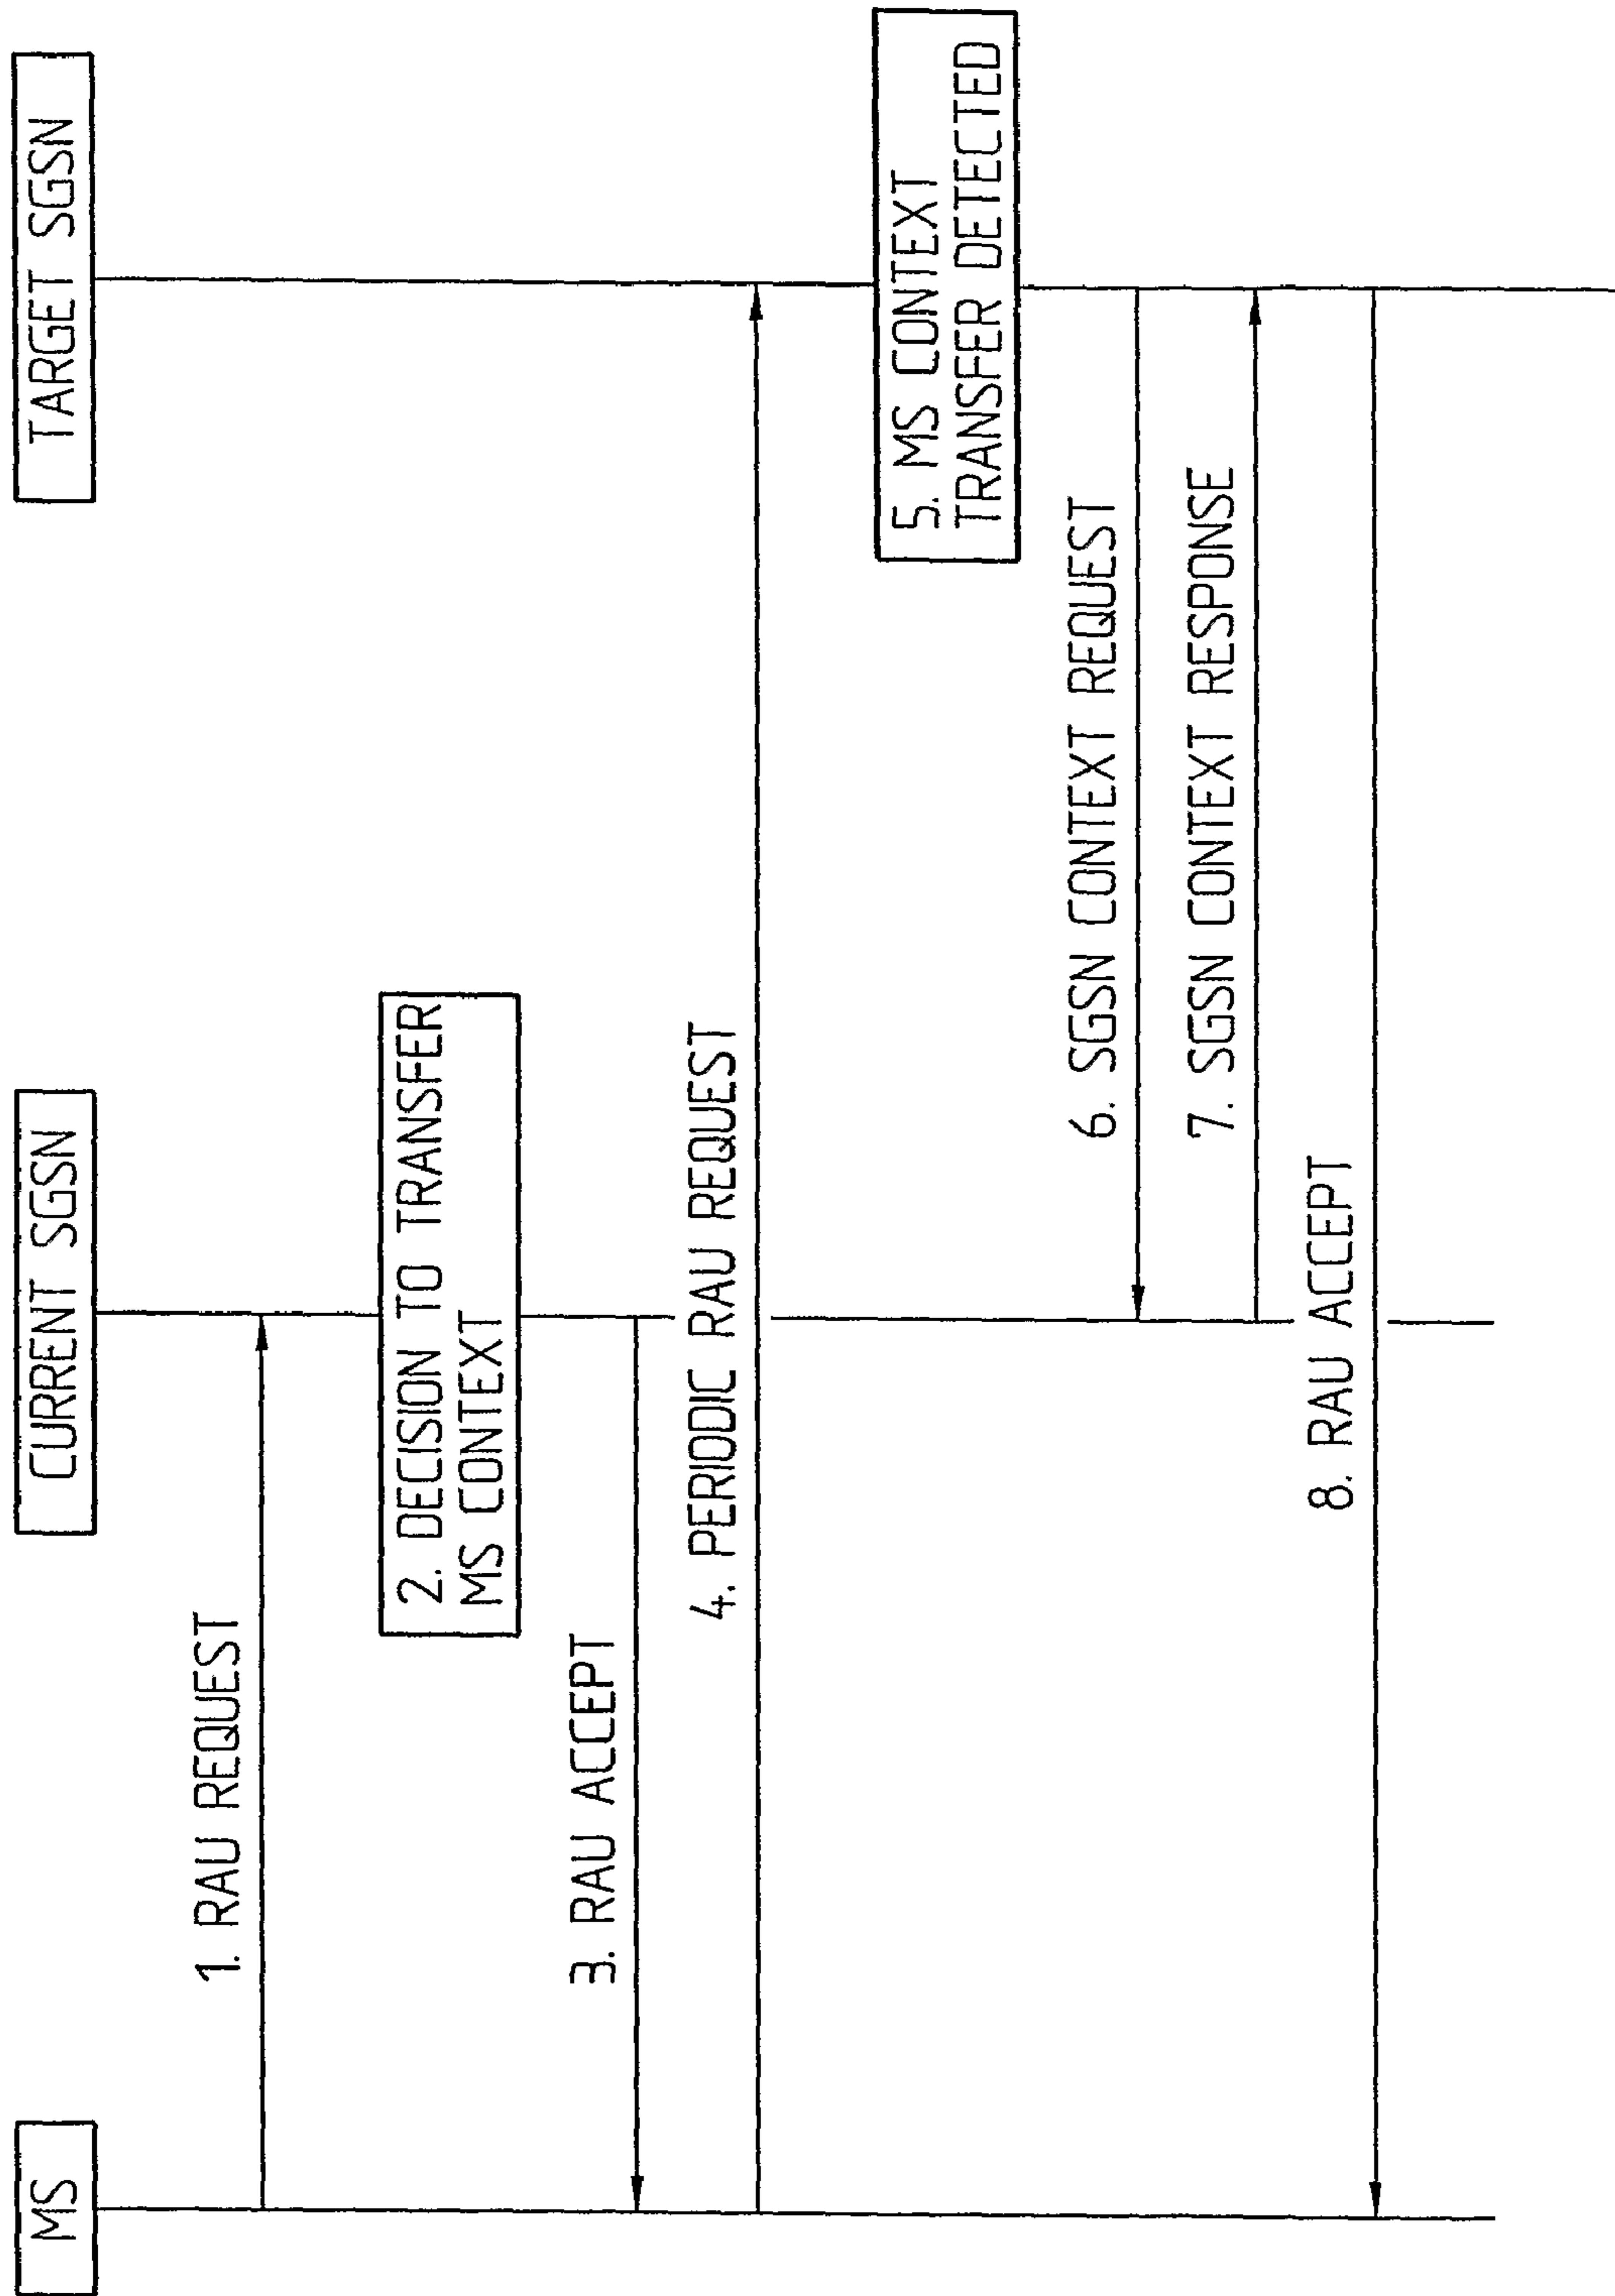 MS
CURRENT SGSN
TARGET SGSN
1. RAU REQUEST
2. DECISION TO TRANSFER
MS CONTEXT
3. RAU ACCEPT
4. PERIODIC RAU REQUEST
5. MS CONTEXT
TRANSFER DETECTED
6. SGSN CONTEXT REQUEST
7. SGSN CONTEXT RESPONSE
8. RAU ACCEPT